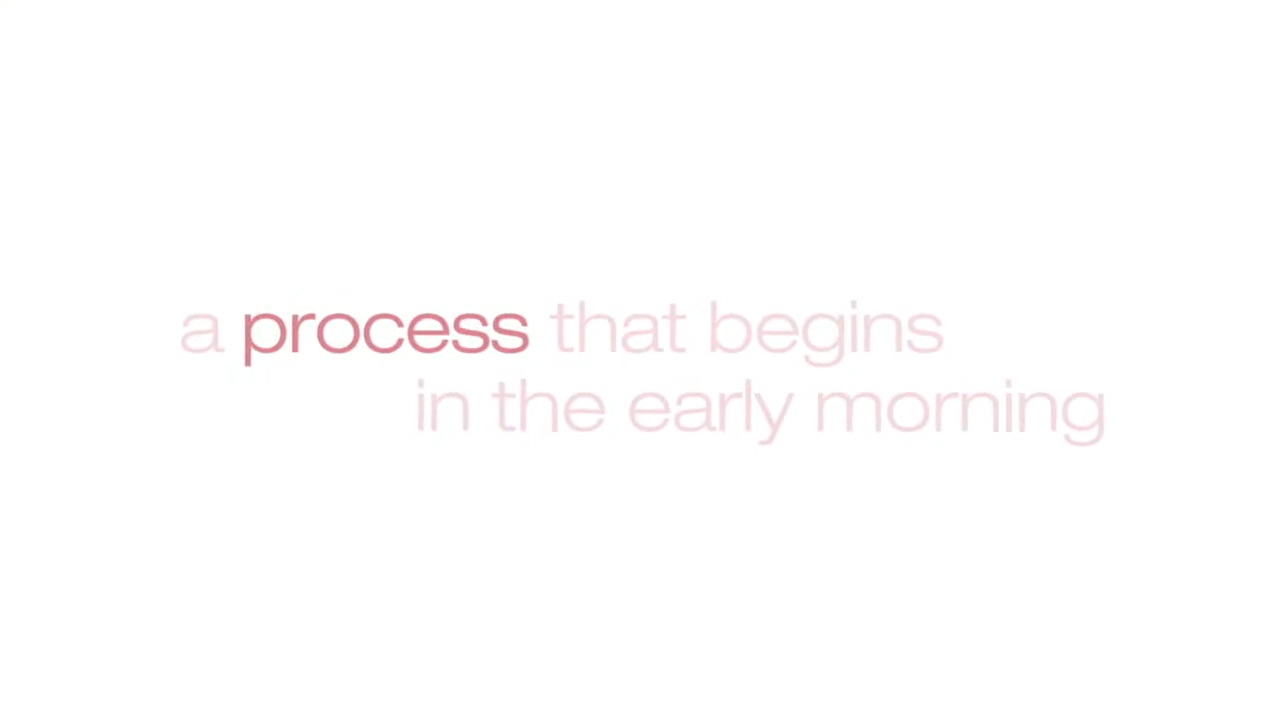 a process that begins
in the early morning